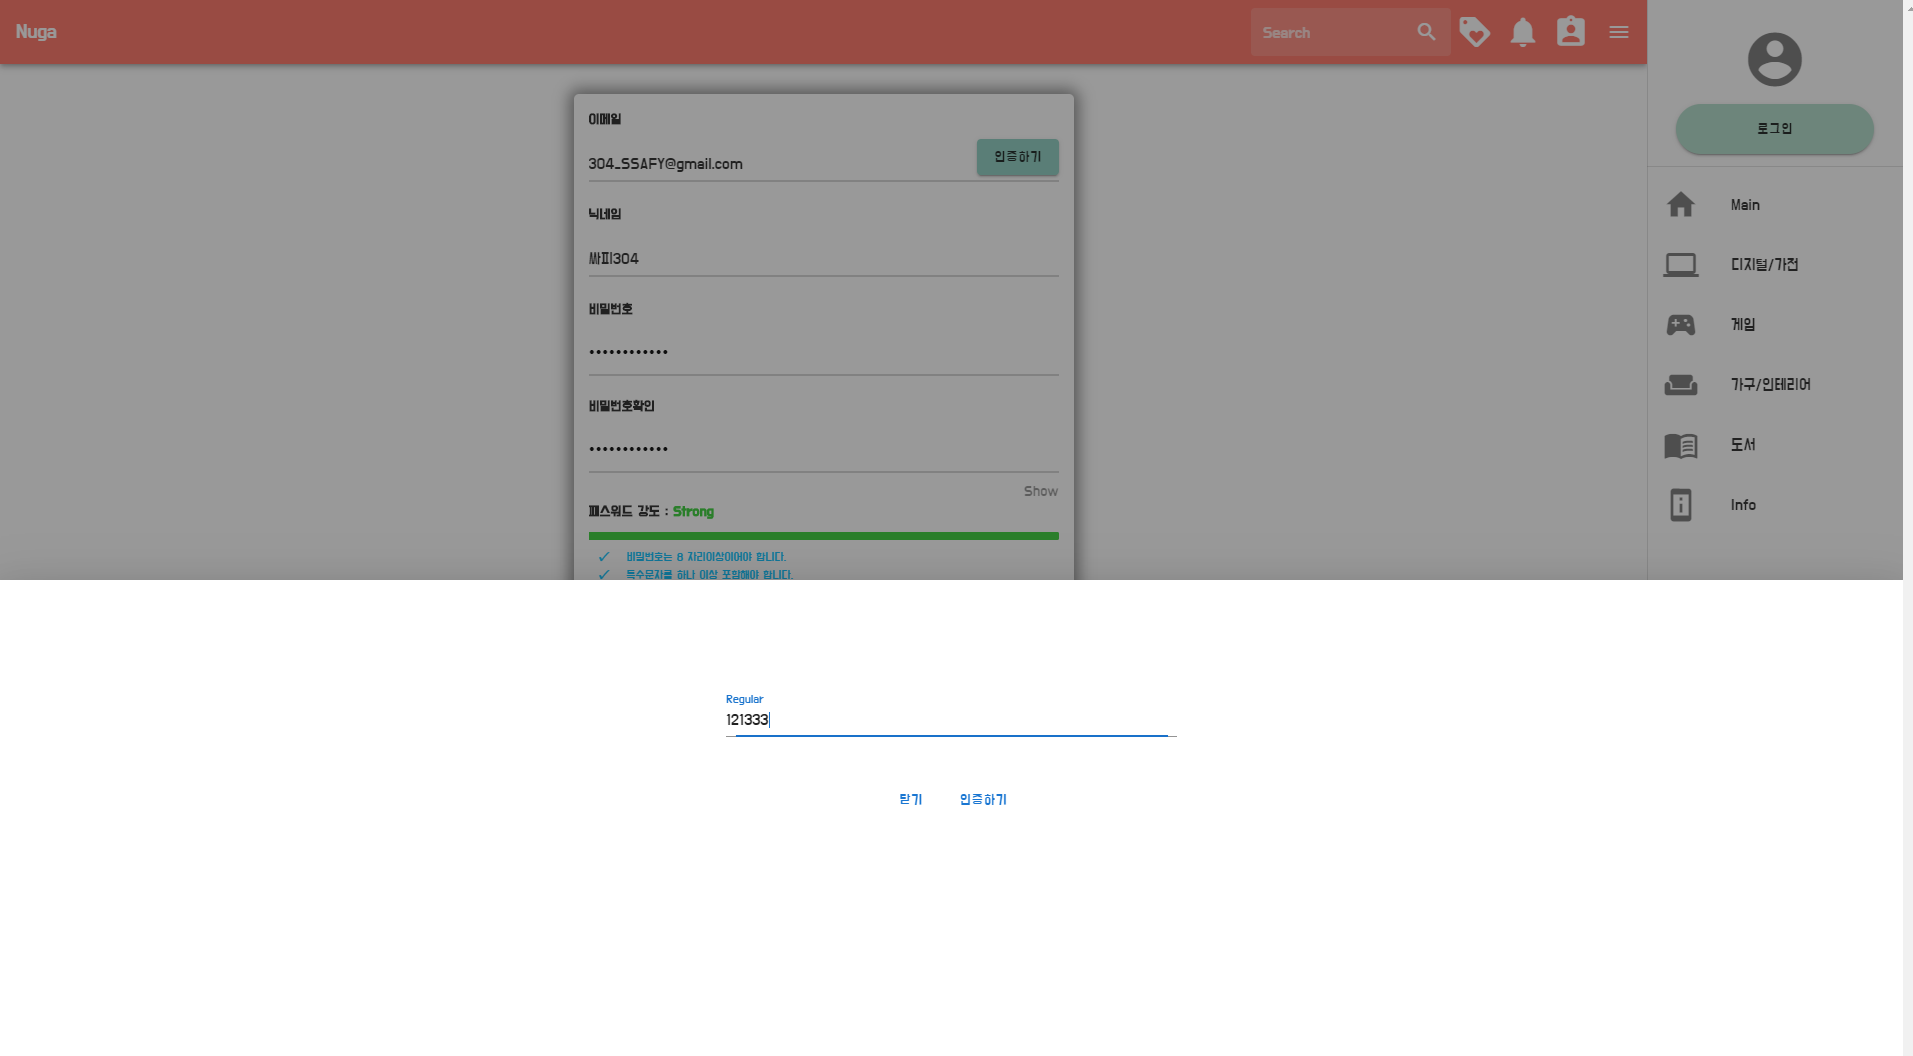 Nuga
Search
로그인
이메일
304_SSAFY@gmail.com
인증하기
닉네임
싸피304
비밀번호
••••••••••••
비밀번호확인
••••••••••••
Show
패스워드 강도 : Strong
비밀번호는 8 자리이상이어야 합니다.
특수문자를 하나 이상 포함해야 합니다.
Main
디지털/가전
게임
가구/인테리어
도서
Info
Regular
121333
닫기
인증하기